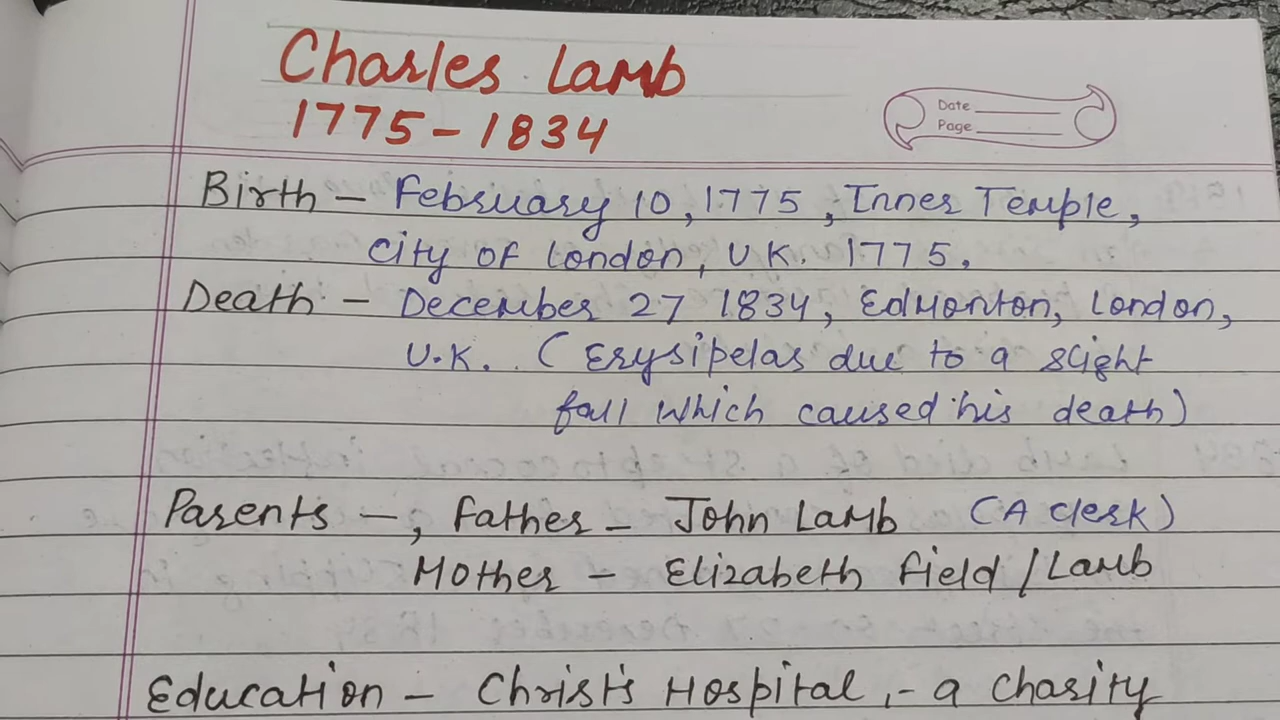 Charles Lamb
1775-1834
Date
Page
Birth – February 10, 1775, Inner Temple,
City of London, U.K. 1775.
Death – December 27 1834, Edmonton, London,
U.K. (Erysipelas due to a slight
fall which caused his death)
Parents –, Father – John Lamb (A clerk)
Mother – Elizabeth Field/Lamb
Education – Christ's Hospital, - a charity